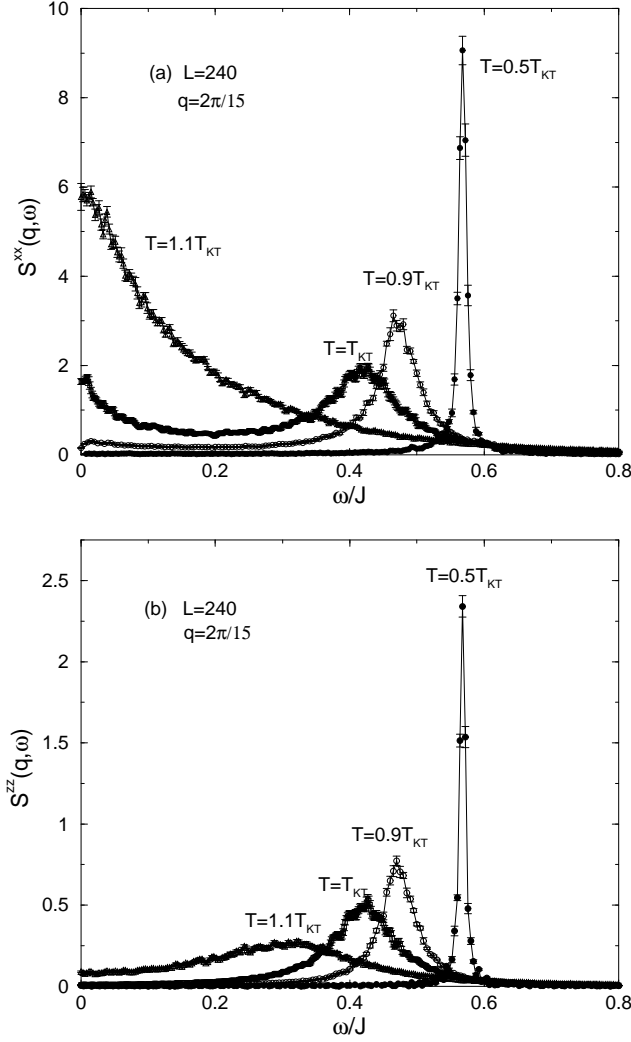 10
8
6
4
2
0
S^xx(q,ω)
(a) L=240
q=2π/15
T=0.5T_KT
T=1.1T_KT
T=0.9T_KT
T=T_KT
0 0.2 0.4 0.6 0.8
ω/J
2.5
2
1.5
1
0.5
0
S^zz(q,ω)
(b) L=240
q=2π/15
T=0.5T_KT
T=0.9T_KT
T=T_KT
T=1.1T_KT
0 0.2 0.4 0.6 0.8
ω/J